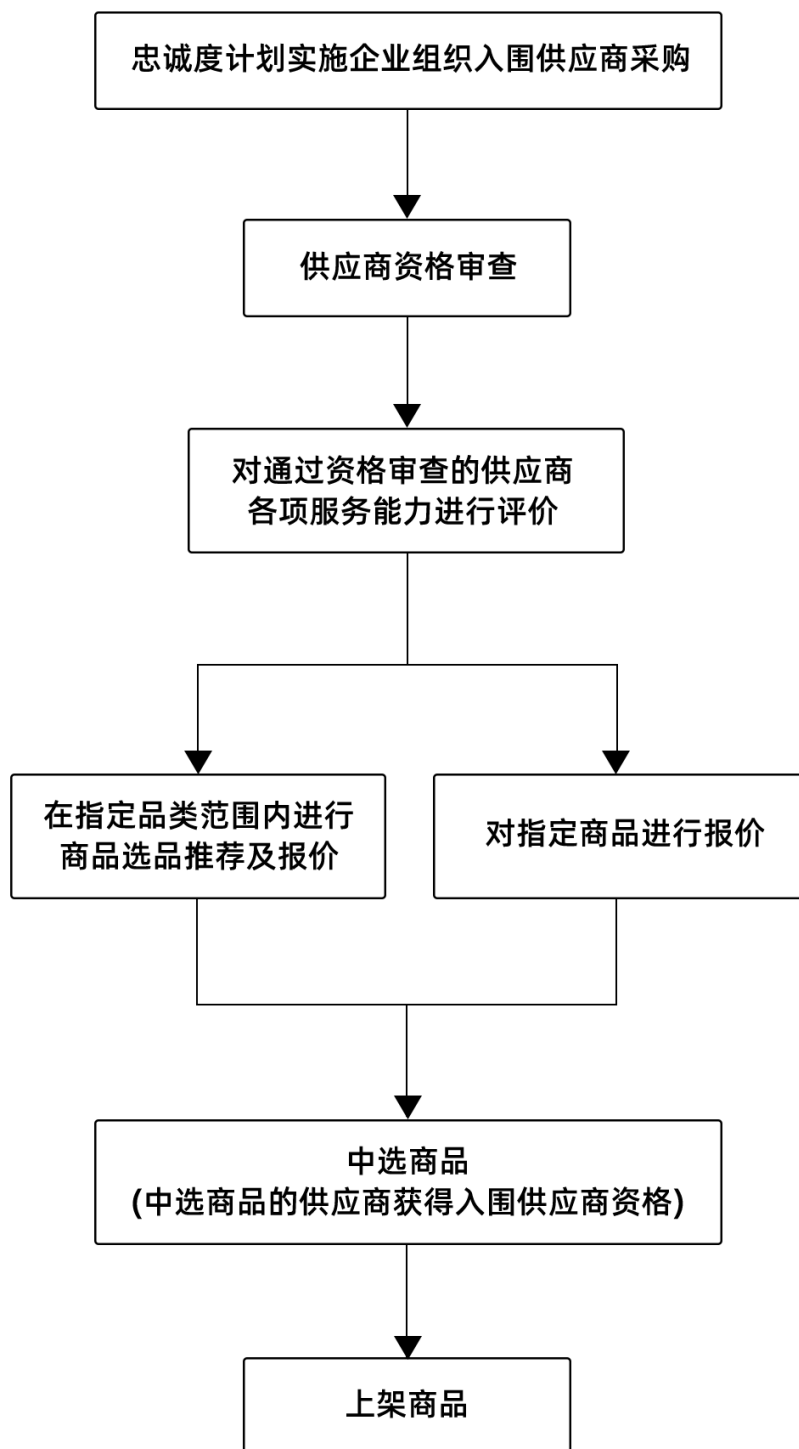 忠诚度计划实施企业组织入围供应商采购
供应商资格审查
对通过资格审查的供应商
各项服务能力进行评价
在指定品类范围内进行
商品选品推荐及报价
对指定商品进行报价
中选商品
(中选商品的供应商获得入围供应商资格)
上架商品